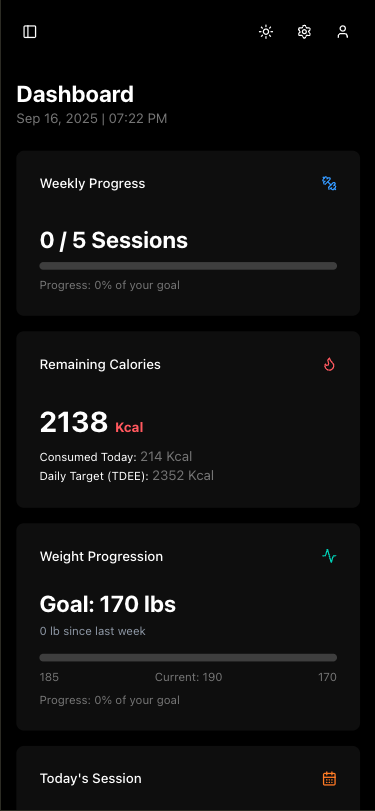 Dashboard
Sep 16, 2025 | 07:22 PM
Weekly Progress
0 / 5 Sessions
Progress: 0% of your goal
Remaining Calories
2138 Kcal
Consumed Today: 214 Kcal
Daily Target (TDEE): 2352 Kcal
Weight Progression
Goal: 170 lbs
0 lb since last week
185 Current: 190 170
Progress: 0% of your goal
Today's Session